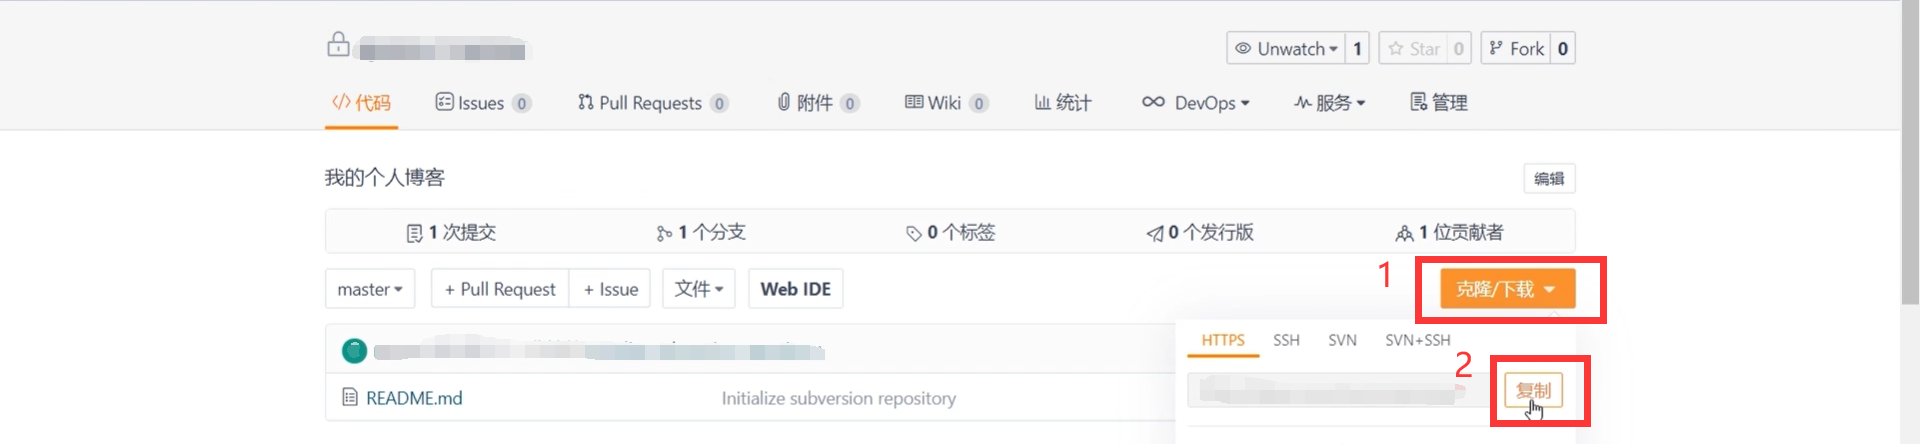 Unwatch 1 Star 0 Fork 0
代码 Issues 0 Pull Requests 0 附件 0 Wiki 0 统计 DevOps 服务 管理
我的个人博客 编辑
1 次提交 1 个分支 0 个标签 0 个发行版 1 位贡献者
1
master + Pull Request + Issue 文件 Web IDE 克隆/下载
HTTPS SSH SVN SVN+SSH
2
复制
README.md Initialize subversion repository